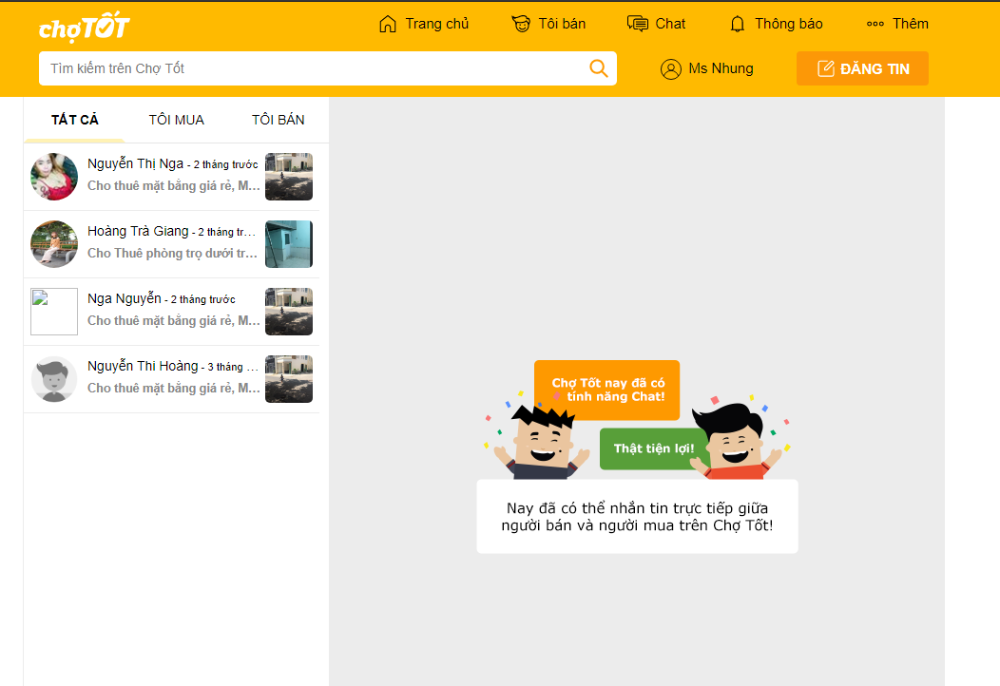 chợTỐT
Trang chủ
Tôi bán
Chat
Thông báo
Thêm
Tìm kiếm trên Chợ Tốt
Ms Nhung
ĐĂNG TIN
TẤT CẢ
TÔI MUA
TÔI BÁN
Nguyễn Thị Nga - 2 tháng trước
Cho thuê mặt bằng giá rẻ, M...
Hoàng Trà Giang - 2 tháng tr...
Cho Thuê phòng trọ dưới tr...
Nga Nguyễn - 2 tháng trước
Cho thuê mặt bằng giá rẻ, M...
Nguyễn Thi Hoàng - 3 tháng ...
Cho thuê mặt bằng giá rẻ, M...
Chợ Tốt nay đã có
tính năng Chat!
Thật tiện lợi!
Nay đã có thể nhắn tin trực tiếp giữa
người bán và người mua trên Chợ Tốt!